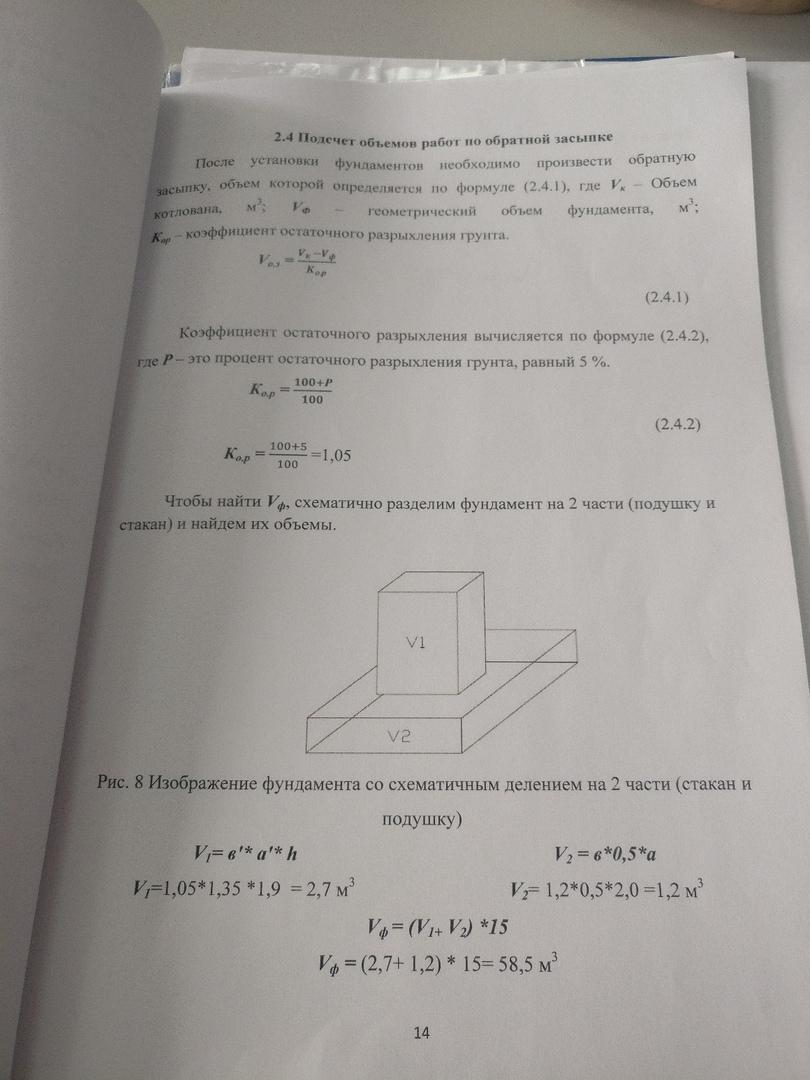 2.4 Подсчет объемов работ по обратной засыпке
После установки фундаментов необходимо произвести обратную
засыпку, объем которой определяется по формуле (2.4.1), где Vк – Объем
котлована, м³; Vф – геометрический объем фундамента, м³;
Kор – коэффициент остаточного разрыхления грунта.
Vо.з = (Vк−Vф)/Kо.р
(2.4.1)
Коэффициент остаточного разрыхления вычисляется по формуле (2.4.2),
где P – это процент остаточного разрыхления грунта, равный 5 %.
Kо.р = (100+P)/100
(2.4.2)
Kо.р = (100+5)/100 =1,05
Чтобы найти Vф, схематично разделим фундамент на 2 части (подушку и
стакан) и найдем их объемы.
V1
V2
Рис. 8 Изображение фундамента со схематичным делением на 2 части (стакан и
подушку)
V1= в'* а'* h V2 = в*0,5*а
V1=1,05*1,35 *1,9 = 2,7 м³ V2= 1,2*0,5*2,0 =1,2 м³
Vф = (V1+ V2) *15
Vф = (2,7+ 1,2) * 15= 58,5 м³
14